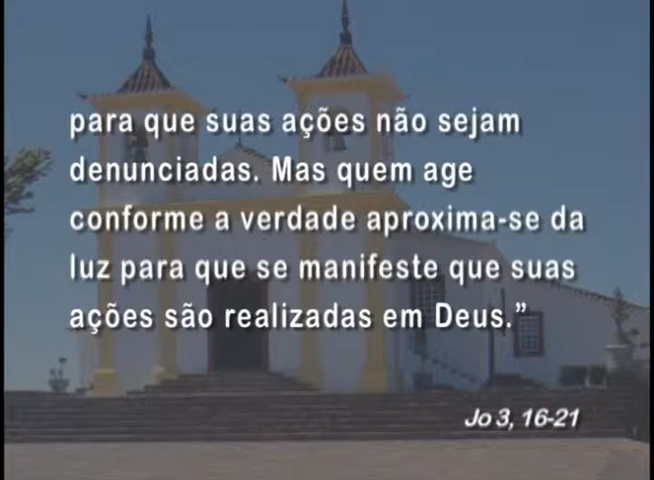 para que suas ações não sejam
denunciadas. Mas quem age
conforme a verdade aproxima-se da
luz para que se manifeste que suas
ações são realizadas em Deus.”
Jo 3, 16-21